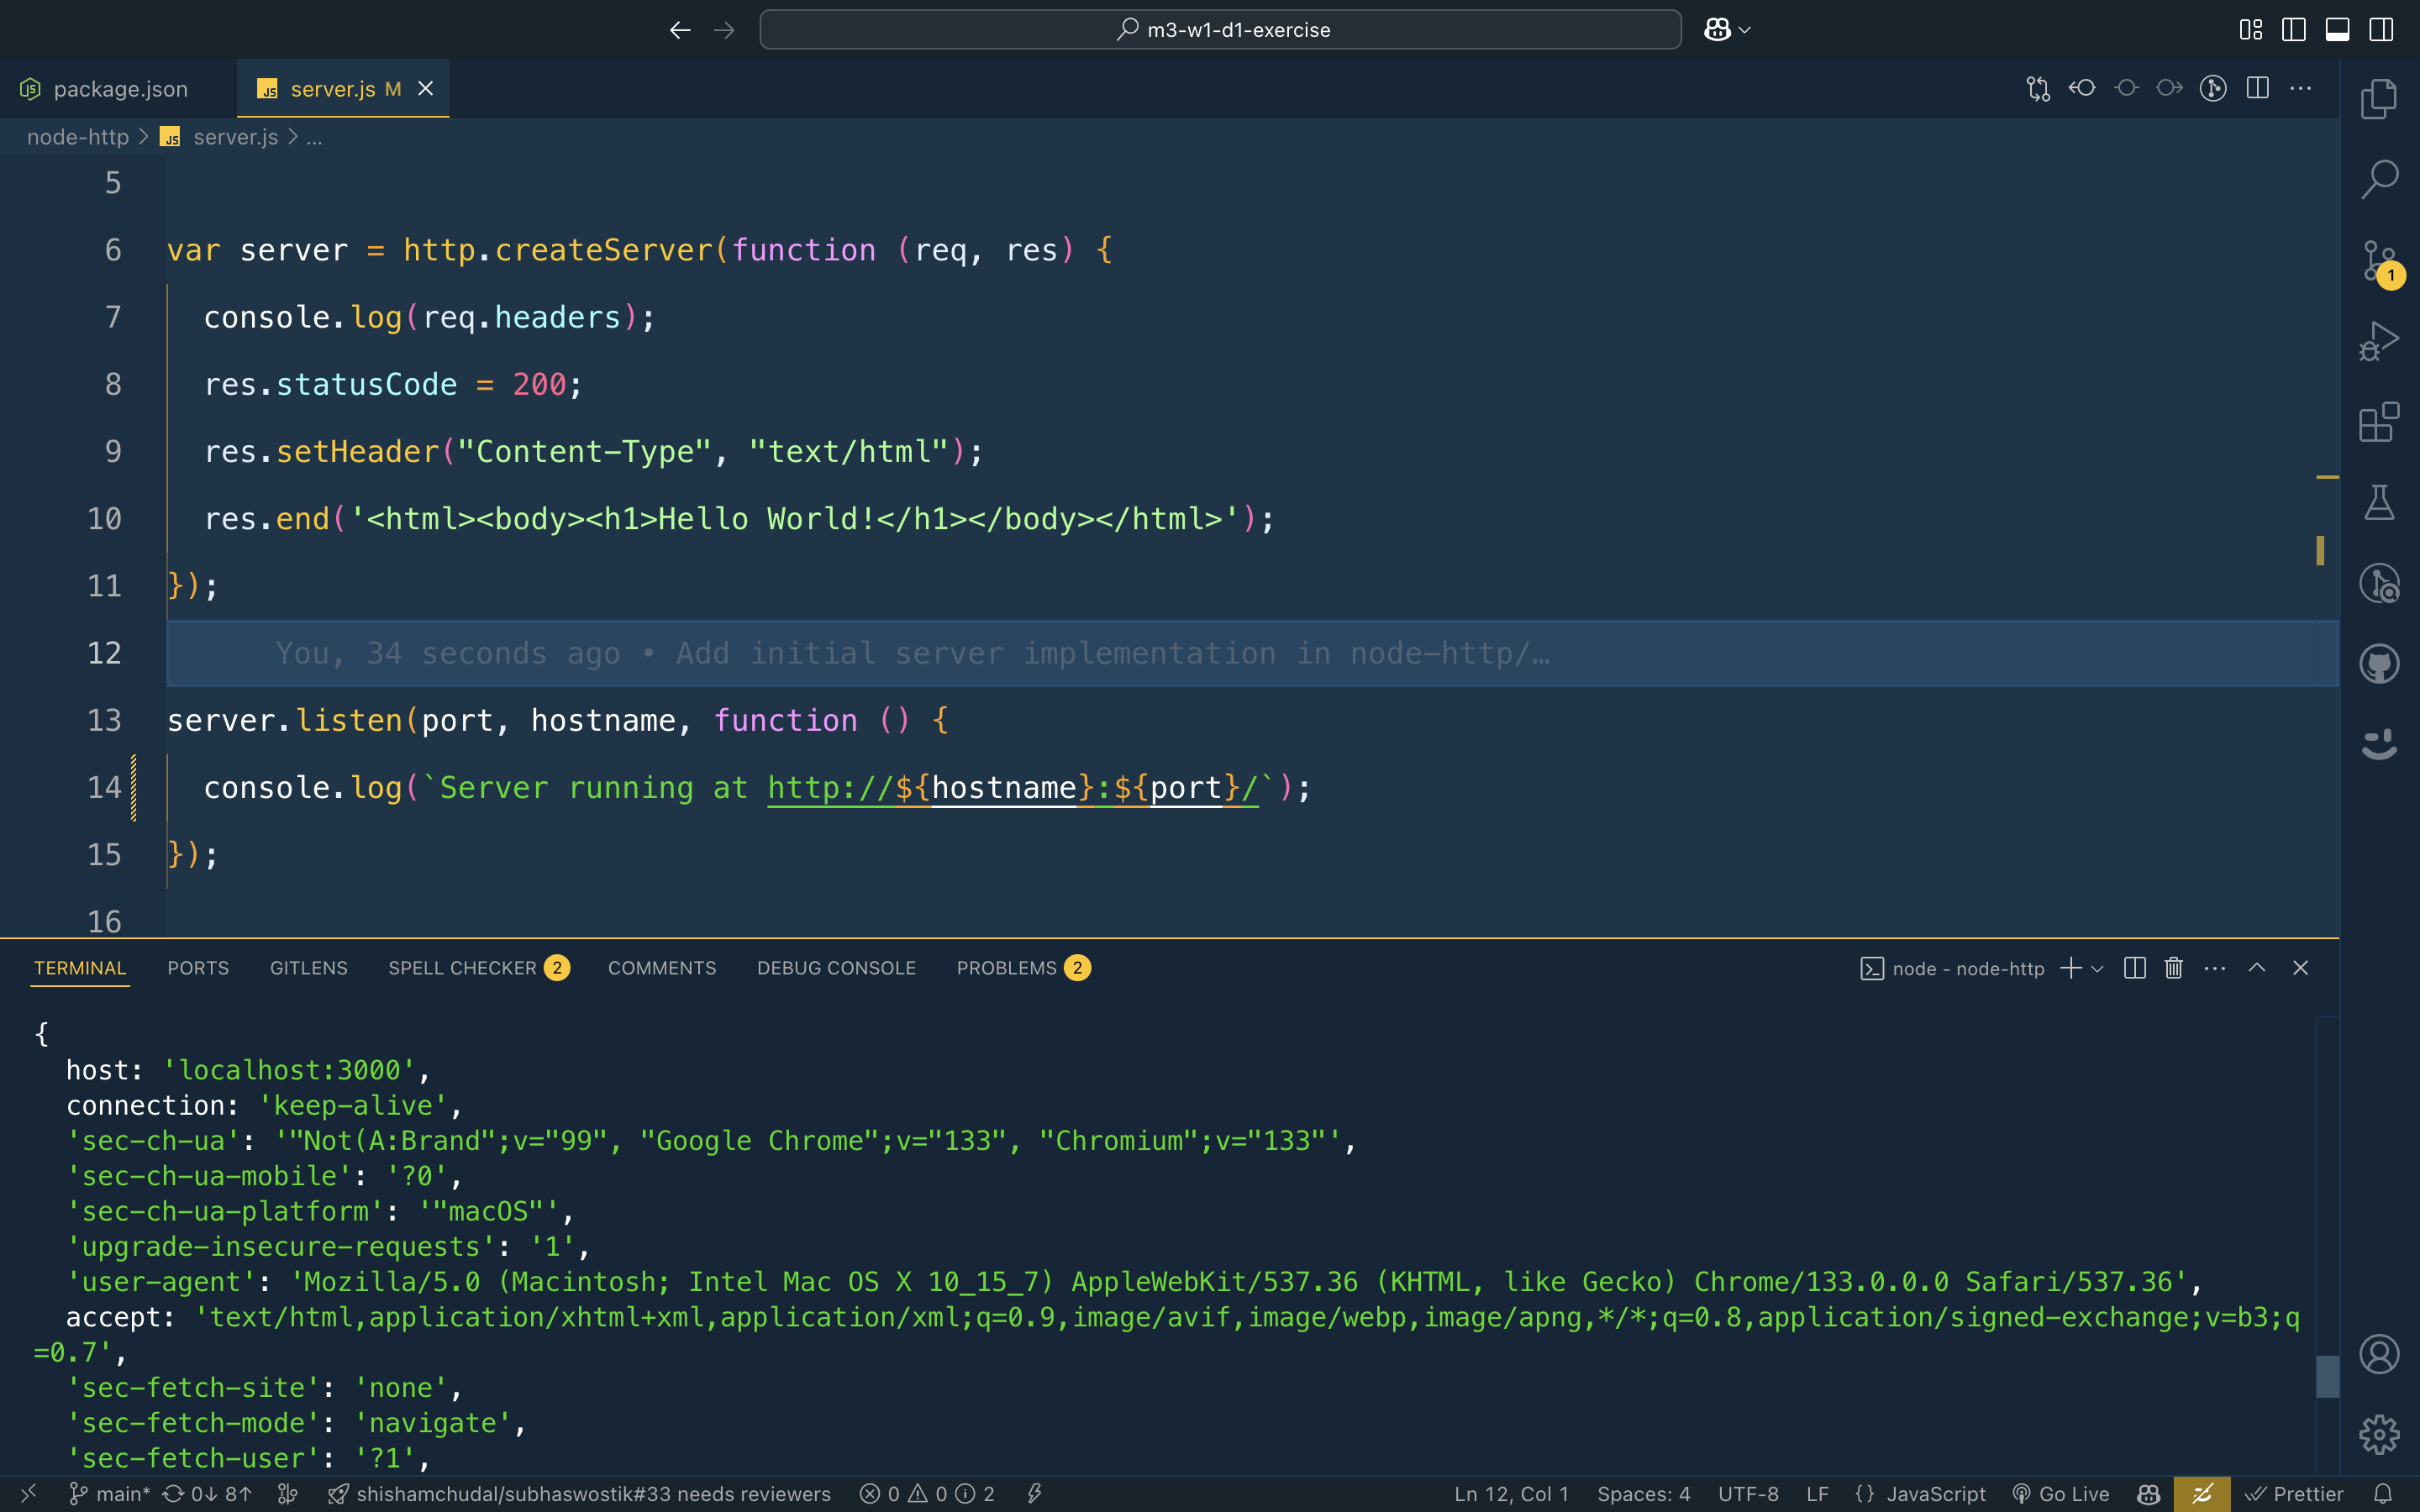 m3-w1-d1-exercise
package.json
server.js M
node-http > server.js > ...
5
6 var server = http.createServer(function (req, res) {
7 console.log(req.headers);
8 res.statusCode = 200;
9 res.setHeader("Content-Type", "text/html");
10 res.end('<html><body><h1>Hello World!</h1></body></html>');
11 });
12 You, 34 seconds ago • Add initial server implementation in node-http/…
13 server.listen(port, hostname, function () {
14 console.log(`Server running at http://${hostname}:${port}/`);
15 });
16
1
TERMINAL PORTS GITLENS SPELL CHECKER 2 COMMENTS DEBUG CONSOLE PROBLEMS 2 node - node-http
{
host: 'localhost:3000',
connection: 'keep-alive',
'sec-ch-ua': '"Not(A:Brand";v="99", "Google Chrome";v="133", "Chromium";v="133"',
'sec-ch-ua-mobile': '?0',
'sec-ch-ua-platform': '"macOS"',
'upgrade-insecure-requests': '1',
'user-agent': 'Mozilla/5.0 (Macintosh; Intel Mac OS X 10_15_7) AppleWebKit/537.36 (KHTML, like Gecko) Chrome/133.0.0.0 Safari/537.36',
accept: 'text/html,application/xhtml+xml,application/xml;q=0.9,image/avif,image/webp,image/apng,*/*;q=0.8,application/signed-exchange;v=b3;q
=0.7',
'sec-fetch-site': 'none',
'sec-fetch-mode': 'navigate',
'sec-fetch-user': '?1',
main* 0↓ 8↑ shishamchudal/subhaswostik#33 needs reviewers 0 0 2 Ln 12, Col 1 Spaces: 4 UTF-8 LF {} JavaScript Go Live Prettier